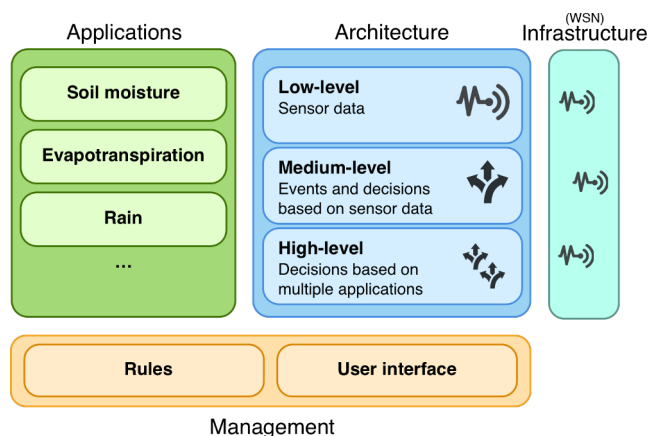 Applications
Soil moisture
Evapotranspiration
Rain
...
Architecture
Low-level
Sensor data
Medium-level
Events and decisions
based on sensor data
High-level
Decisions based on
multiple applications
(WSN)
Infrastructure
Rules
User interface
Management